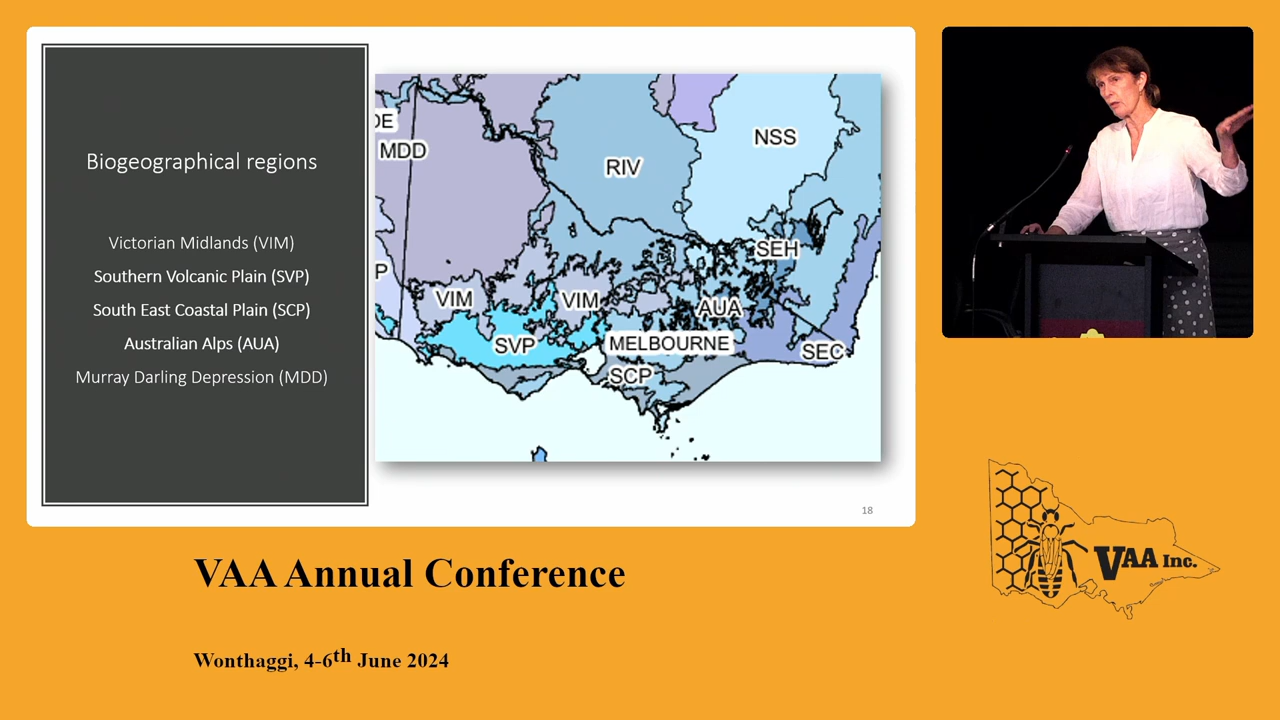 Biogeographical regions
Victorian Midlands (VIM)
Southern Volcanic Plain (SVP)
South East Coastal Plain (SCP)
Australian Alps (AUA)
Murray Darling Depression (MDD)
DE
MDD
RIV
NSS
P
SEH
VIM
VIM
AUA
SVP
MELBOURNE
SEC
SCP
18
VAA Annual Conference
Wonthaggi, 4-6th June 2024
VAA Inc.